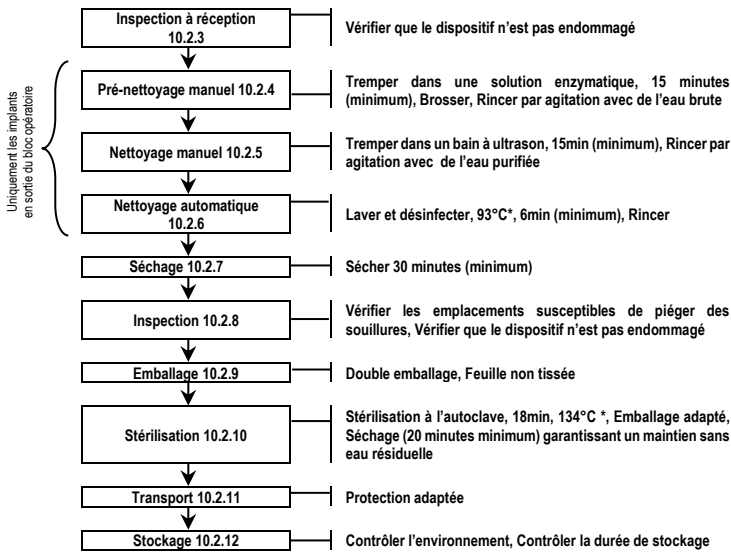 Inspection à réception
10.2.3
Vérifier que le dispositif n'est pas endommagé
Uniquement les implants
en sortie du bloc opératoire
Pré-nettoyage manuel 10.2.4
Tremper dans une solution enzymatique, 15 minutes
(minimum), Brosser, Rincer par agitation avec de l'eau brute
Nettoyage manuel 10.2.5
Tremper dans un bain à ultrason, 15min (minimum), Rincer par
agitation avec de l'eau purifiée
Nettoyage automatique
10.2.6
Laver et désinfecter, 93°C*, 6min (minimum), Rincer
Séchage 10.2.7
Sécher 30 minutes (minimum)
Inspection 10.2.8
Vérifier les emplacements susceptibles de piéger des
souillures, Vérifier que le dispositif n'est pas endommagé
Emballage 10.2.9
Double emballage, Feuille non tissée
Stérilisation 10.2.10
Stérilisation à l'autoclave, 18min, 134°C *, Emballage adapté,
Séchage (20 minutes minimum) garantissant un maintien sans
eau résiduelle
Transport 10.2.11
Protection adaptée
Stockage 10.2.12
Contrôler l'environnement, Contrôler la durée de stockage